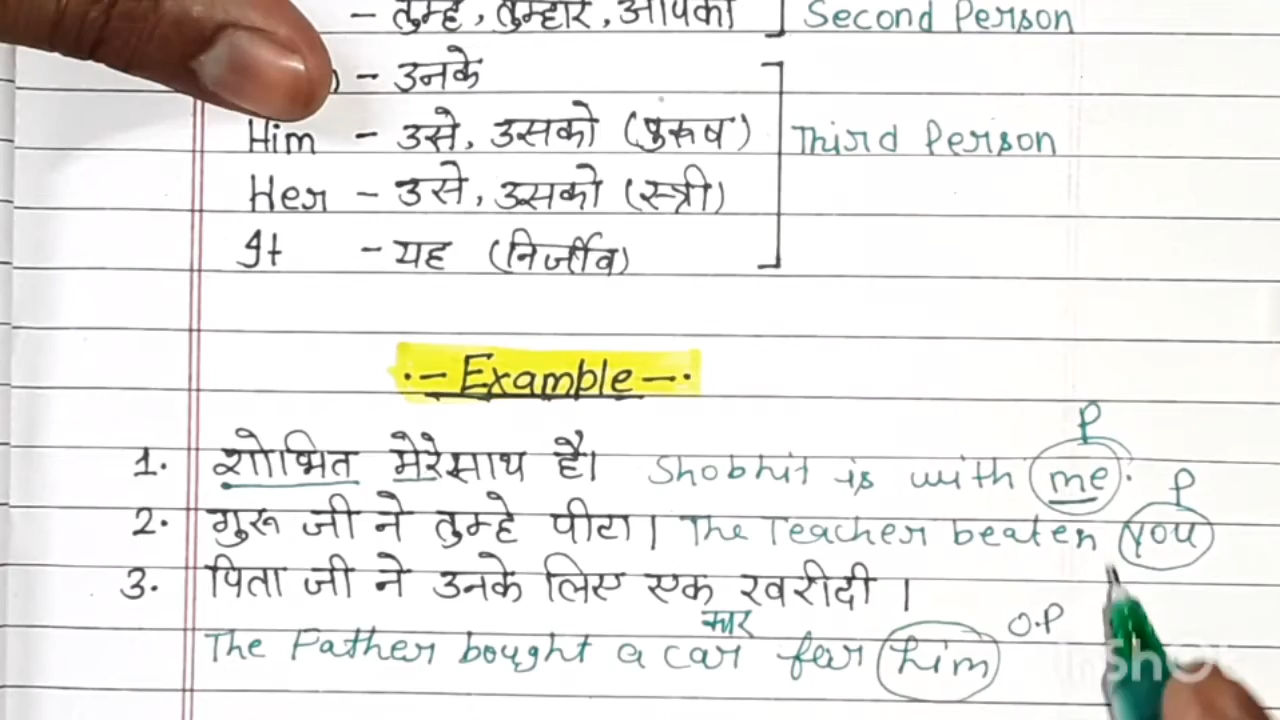 – तुम्हे, तुम्हारे, आपको ] Second Person
– उनके
Him – उसे, उसको (पुरूष)
Third Person
Her – उसे, उसको (स्त्री)
It – यह (निर्जीव)
·– Examble –·
P
1. शोभित मेरेसाथ है। Shobhit is with me.
P
2. गुरू जी ने तुम्हे पीटा। The Teacher beaten you
3. पिता जी ने उनके लिए एक खरीदी ।
कार
O.P
The Father bought a car for him